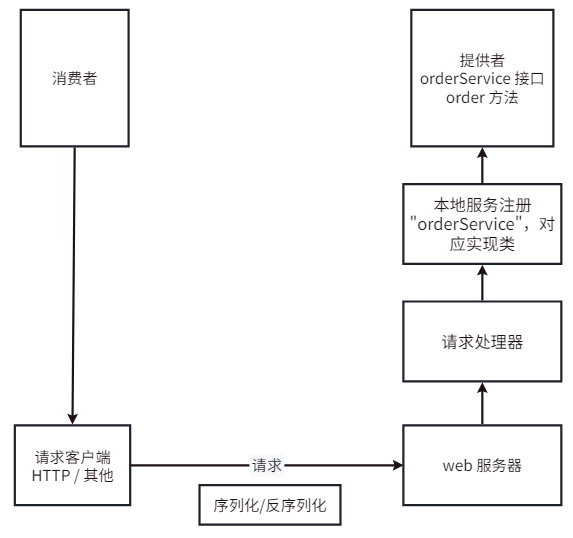 消费者
提供者
orderService 接口
order 方法
本地服务注册
"orderService"，对
应实现类
请求处理器
请求客户端
HTTP / 其他
请求
web 服务器
序列化/反序列化